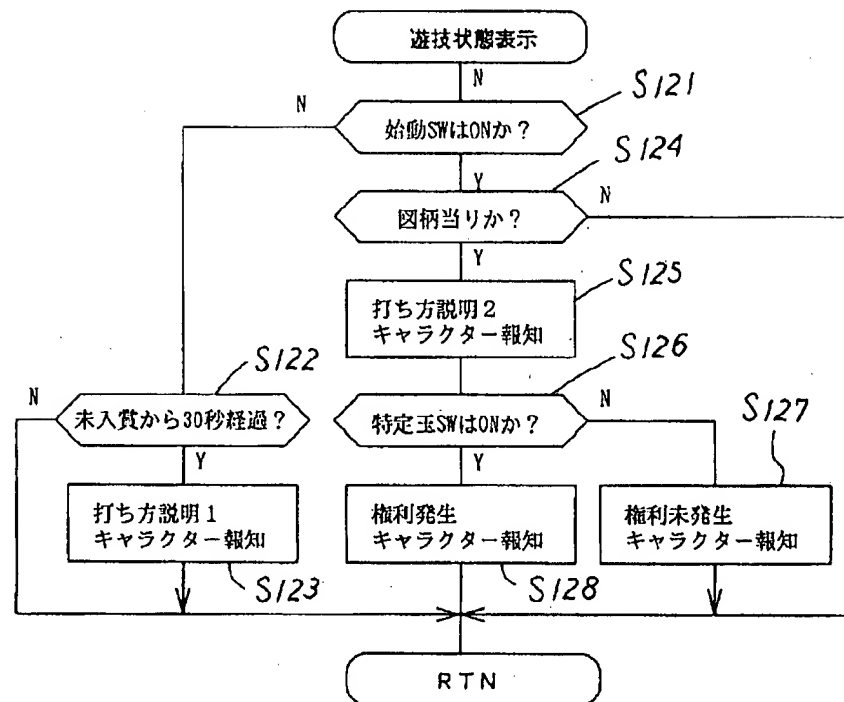 遊技状態表示
N
S121
N
始動SWはONか？
S124
Y
N
図柄当りか？
Y
S125
打ち方説明2
キャラクター報知
S126
S122
N
未入賞から30秒経過？
特定玉SWはONか？
N
S127
Y
Y
打ち方説明1
キャラクター報知
権利発生
キャラクター報知
権利未発生
キャラクター報知
S123
S128
RTN